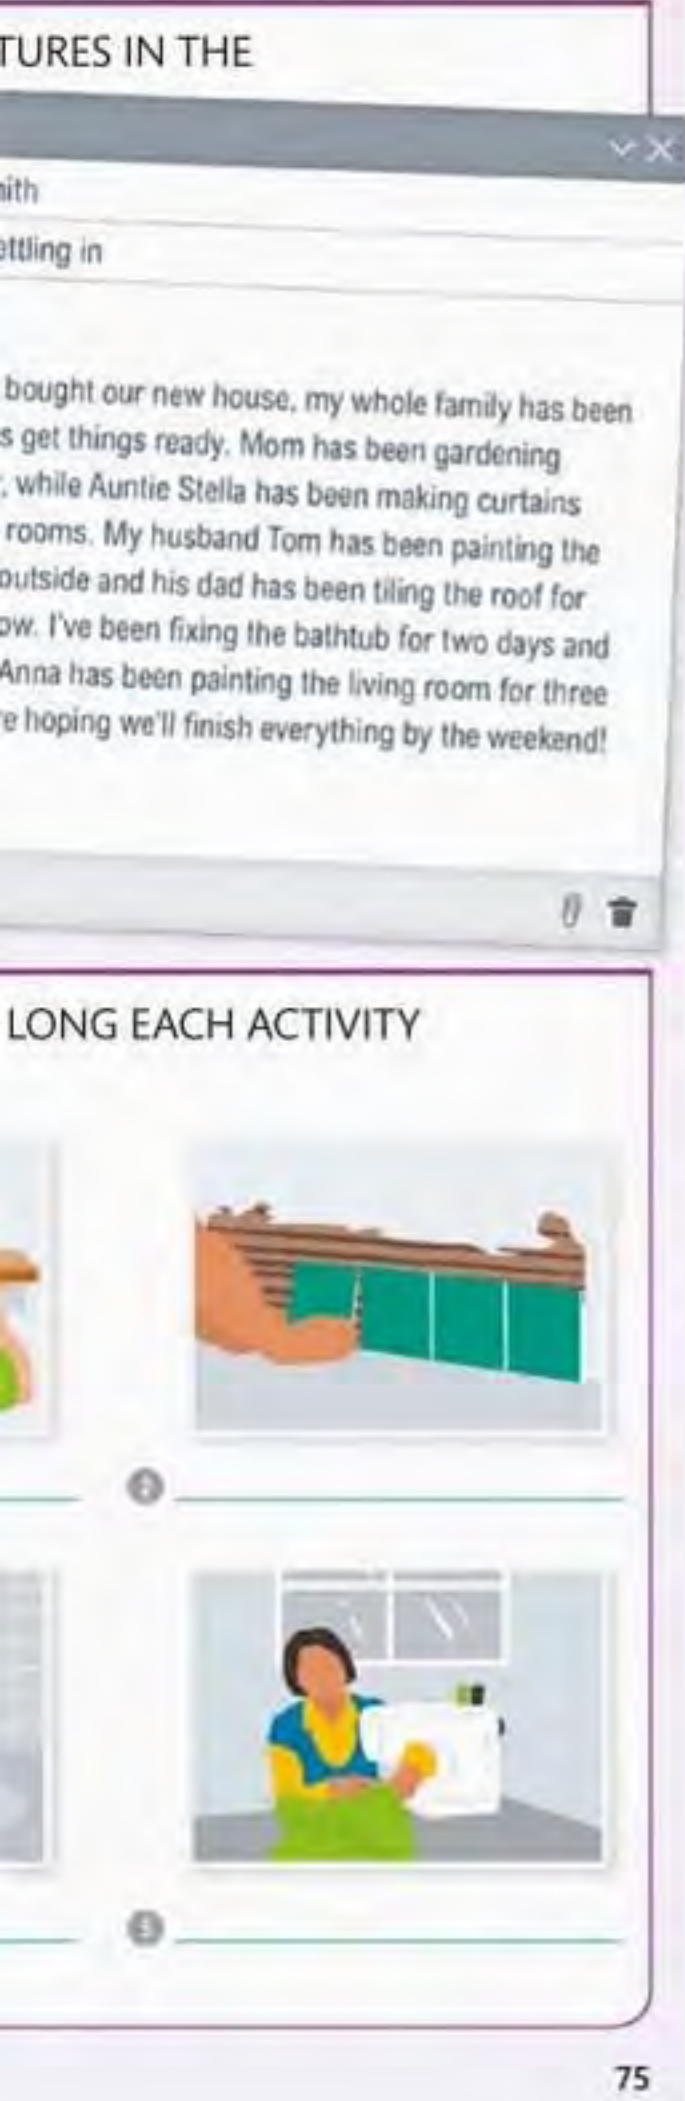 TURES IN THE
ith
ettling in
bought our new house, my whole family has been
s get things ready. Mom has been gardening
, while Auntie Stella has been making curtains
rooms. My husband Tom has been painting the
outside and his dad has been tiling the roof for
ow. I've been fixing the bathtub for two days and
Anna has been painting the living room for three
e hoping we'll finish everything by the weekend!
LONG EACH ACTIVITY
2
75